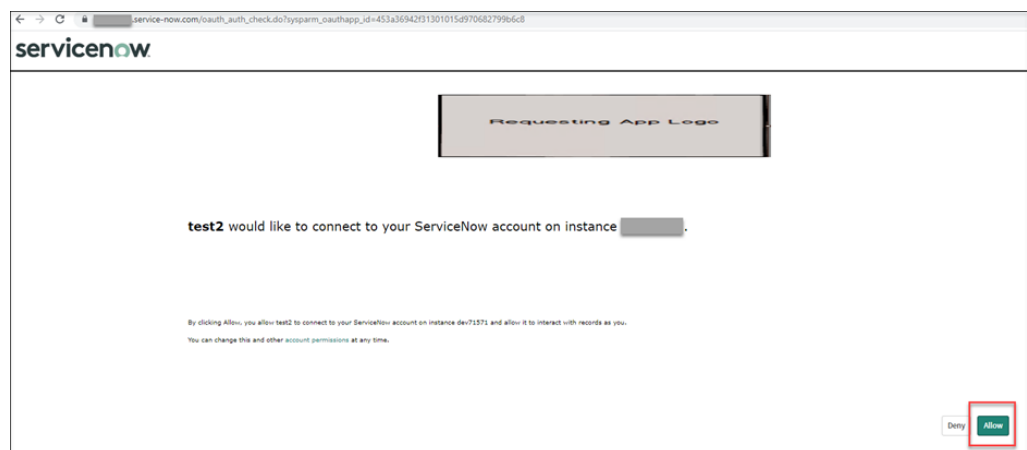 .service-now.com/oauth_auth_check.do?sysparm_oauthapp_id=453a36942f31301015d970682799b6c8
servicenow
Requesting App Logo
test2 would like to connect to your ServiceNow account on instance .
By clicking Allow, you allow test2 to connect to your ServiceNow account on instance dev71571 and allow it to interact with records as you.
You can change this and other account permissions at any time.
Deny Allow